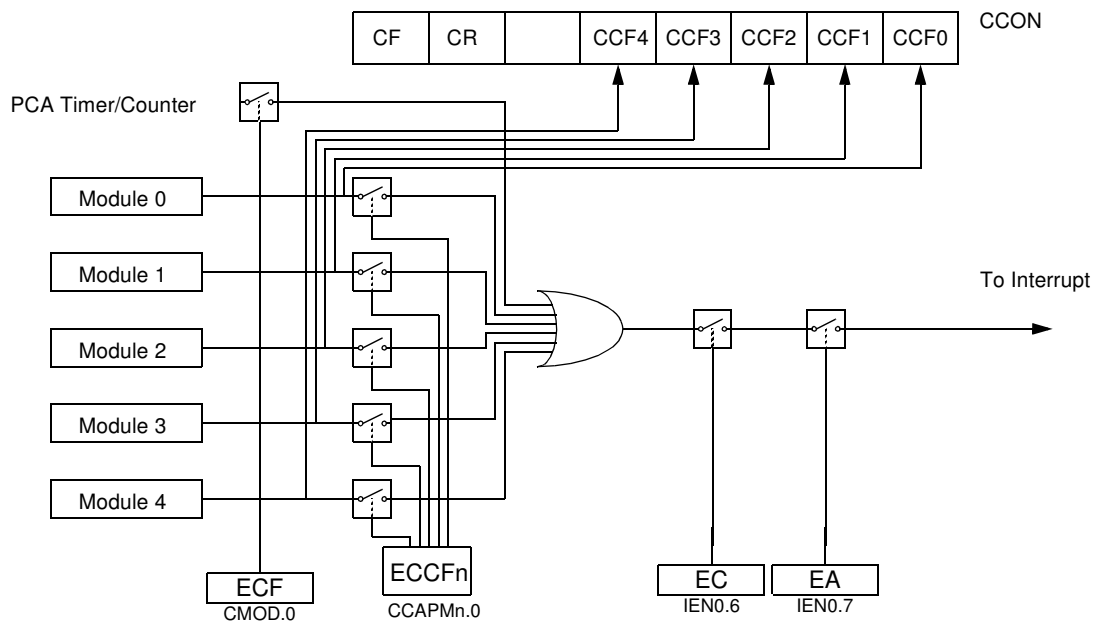 CF CR CCF4 CCF3 CCF2 CCF1 CCF0
CCON
PCA Timer/Counter
Module 0
Module 1
Module 2
Module 3
Module 4
To Interrupt
ECF
CMOD.0
ECCFn
CCAPMn.0
EC
IEN0.6
EA
IEN0.7